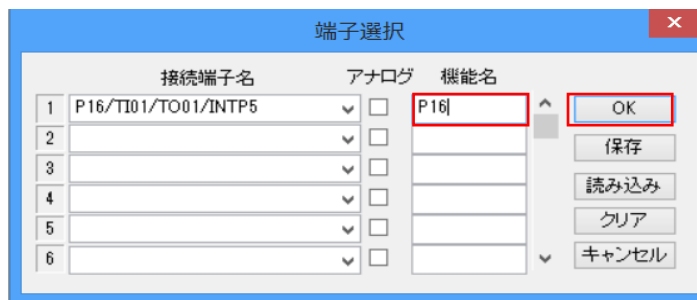 端子選択
接続端子名 アナログ 機能名
1 P16/TI01/TO01/INTP5 P16 OK
2 保存
3
4 読み込み
5 クリア
6 キャンセル